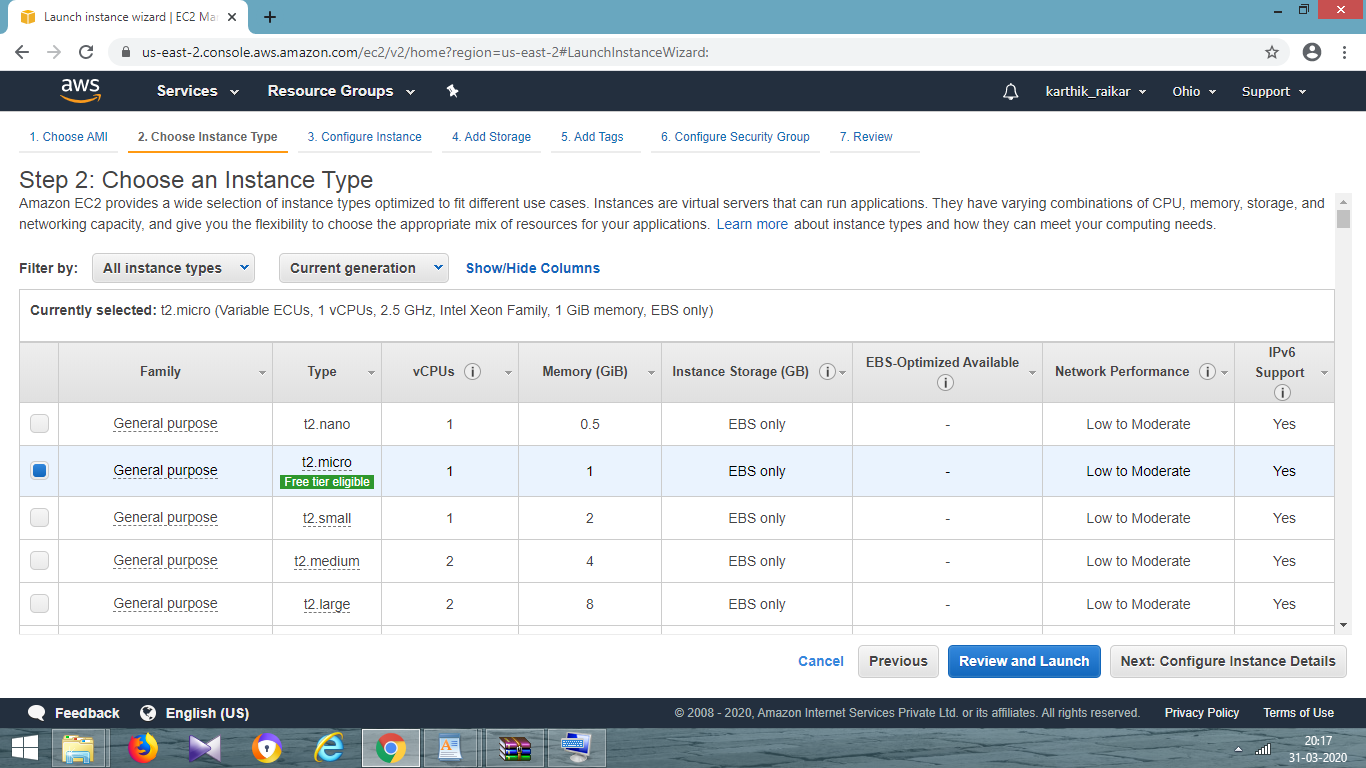 Launch instance wizard | EC2 Ma
us-east-2.console.aws.amazon.com/ec2/v2/home?region=us-east-2#LaunchInstanceWizard:
aws Services Resource Groups karthik_raikar Ohio Support
1. Choose AMI 2. Choose Instance Type 3. Configure Instance 4. Add Storage 5. Add Tags 6. Configure Security Group 7. Review
Step 2: Choose an Instance Type
Amazon EC2 provides a wide selection of instance types optimized to fit different use cases. Instances are virtual servers that can run applications. They have varying combinations of CPU, memory, storage, and
networking capacity, and give you the flexibility to choose the appropriate mix of resources for your applications. Learn more about instance types and how they can meet your computing needs.
Filter by: All instance types Current generation Show/Hide Columns
Currently selected: t2.micro (Variable ECUs, 1 vCPUs, 2.5 GHz, Intel Xeon Family, 1 GiB memory, EBS only)
Family Type vCPUs Memory (GiB) Instance Storage (GB) EBS-Optimized Available Network Performance IPv6
Support
General purpose t2.nano 1 0.5 EBS only - Low to Moderate Yes
General purpose t2.micro 1 1 EBS only - Low to Moderate Yes
Free tier eligible
General purpose t2.small 1 2 EBS only - Low to Moderate Yes
General purpose t2.medium 2 4 EBS only - Low to Moderate Yes
General purpose t2.large 2 8 EBS only - Low to Moderate Yes
Cancel Previous Review and Launch Next: Configure Instance Details
Feedback English (US) © 2008 - 2020, Amazon Internet Services Private Ltd. or its affiliates. All rights reserved. Privacy Policy Terms of Use
20:17
31-03-2020